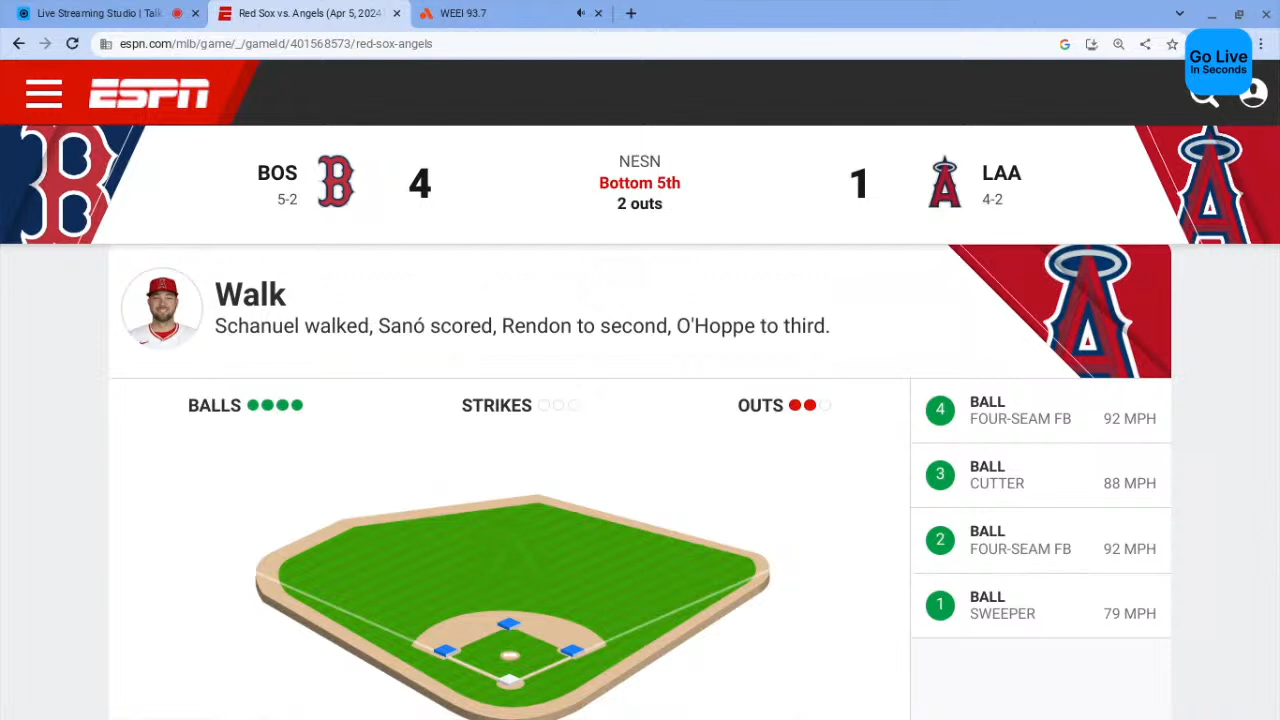 Live Streaming Studio | Talk
Red Sox vs. Angels (Apr 5, 2024
WEEI 93.7
espn.com/mlb/game/_/gameId/401568573/red-sox-angels
Go Live
In Seconds
ESPN
BOS
5-2
B
4
NESN
Bottom 5th
2 outs
1
A
LAA
4-2
B
A
Walk
Schanuel walked, Sanó scored, Rendon to second, O'Hoppe to third.
A
BALLS
STRIKES
OUTS
4
BALL
FOUR-SEAM FB 92 MPH
3
BALL
CUTTER 88 MPH
2
BALL
FOUR-SEAM FB 92 MPH
1
BALL
SWEEPER 79 MPH